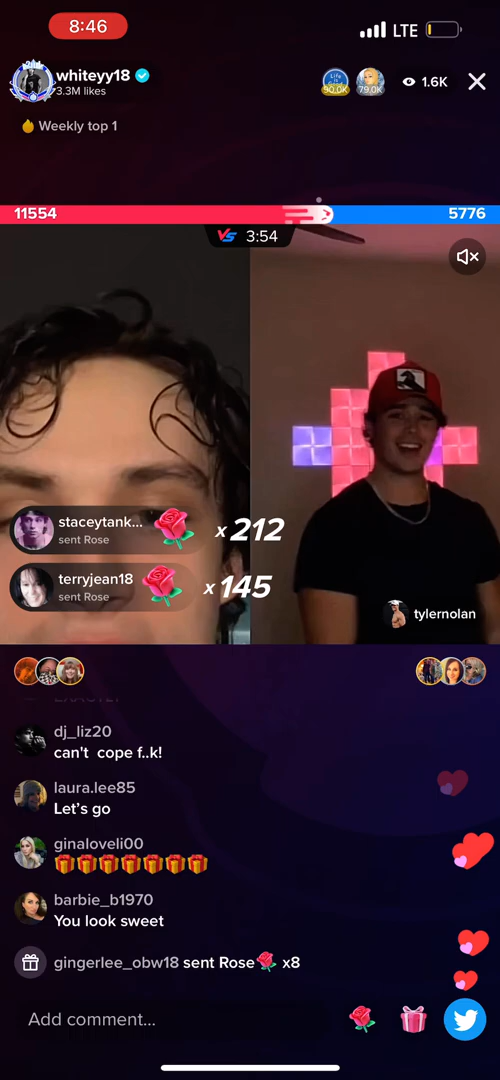 8:46
LTE
whiteyy18
3.3M likes
90.0K
79.0K
1.6K
Weekly top 1
11554
5776
VS 3:54
staceytank...
sent Rose
x212
terryjean18
sent Rose
x145
tylernolan
dj_liz20
can't cope f..k!
laura.lee85
Let's go
ginaloveli00
🎁🎁🎁🎁🎁🎁🎁
barbie_b1970
You look sweet
gingerlee_obw18 sent Rose🌹 x8
Add comment...